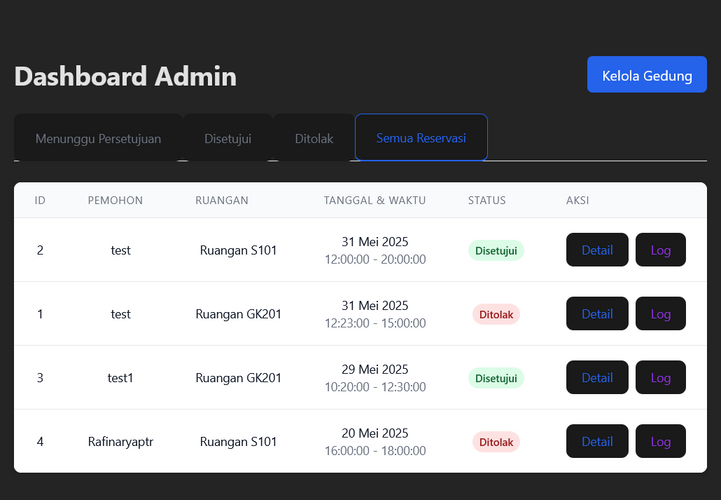 Dashboard Admin
Kelola Gedung
Menunggu Persetujuan Disetujui Ditolak Semua Reservasi
ID PEMOHON RUANGAN TANGGAL & WAKTU STATUS AKSI
2 test Ruangan S101 31 Mei 2025 12:00:00 - 20:00:00 Disetujui Detail Log
1 test Ruangan GK201 31 Mei 2025 12:23:00 - 15:00:00 Ditolak Detail Log
3 test1 Ruangan GK201 29 Mei 2025 10:20:00 - 12:30:00 Disetujui Detail Log
4 Rafinaryaptr Ruangan S101 20 Mei 2025 16:00:00 - 18:00:00 Ditolak Detail Log